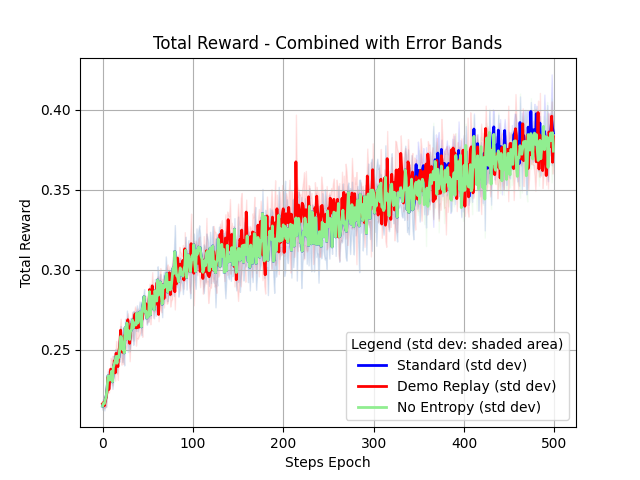 Total Reward - Combined with Error Bands
Total Reward
0.40
0.35
0.30
0.25
0
100
200
300
400
500
Steps Epoch
Legend (std dev: shaded area)
Standard (std dev)
Demo Replay (std dev)
No Entropy (std dev)